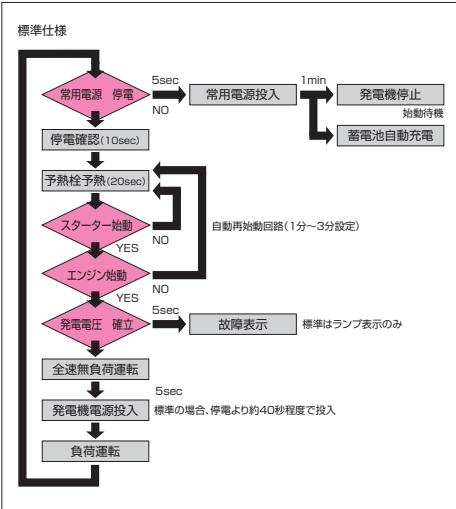 標準仕様
常用電源 停電
5sec
NO
常用電源投入
1min
発電機停止
始動待機
蓄電池自動充電
停電確認(10sec)
予熱栓予熱(20sec)
スターター始動
YES
NO
自動再始動回路(1分〜3分設定)
エンジン始動
YES
NO
発電電圧 確立
5sec
故障表示
標準はランプ表示のみ
全速無負荷運転
5sec
発電機電源投入
標準の場合、停電より約40秒程度で投入
負荷運転